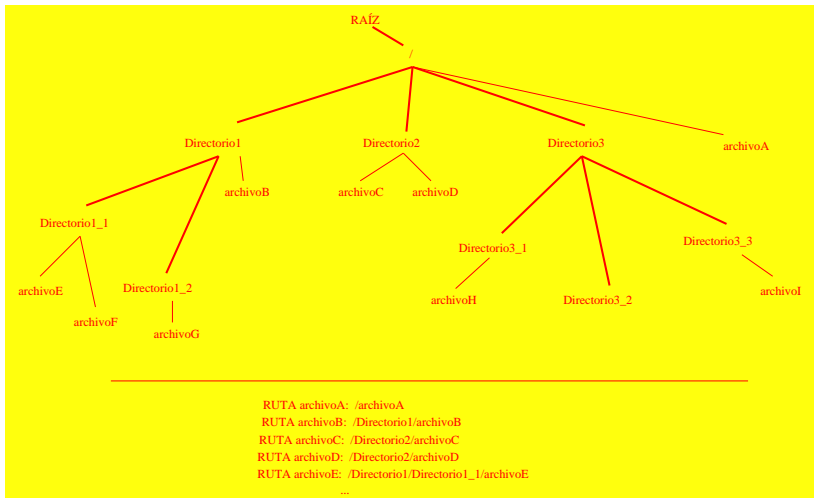 RAÍZ
/
Directorio1 Directorio2 Directorio3 archivoA
archivoB archivoC archivoD
Directorio1_1 Directorio3_1 Directorio3_3
archivoE Directorio1_2 archivoH Directorio3_2 archivoI
archivoF archivoG
RUTA archivoA: /archivoA
RUTA archivoB: /Directorio1/archivoB
RUTA archivoC: /Directorio2/archivoC
RUTA archivoD: /Directorio2/archivoD
RUTA archivoE: /Directorio1/Directorio1_1/archivoE
...